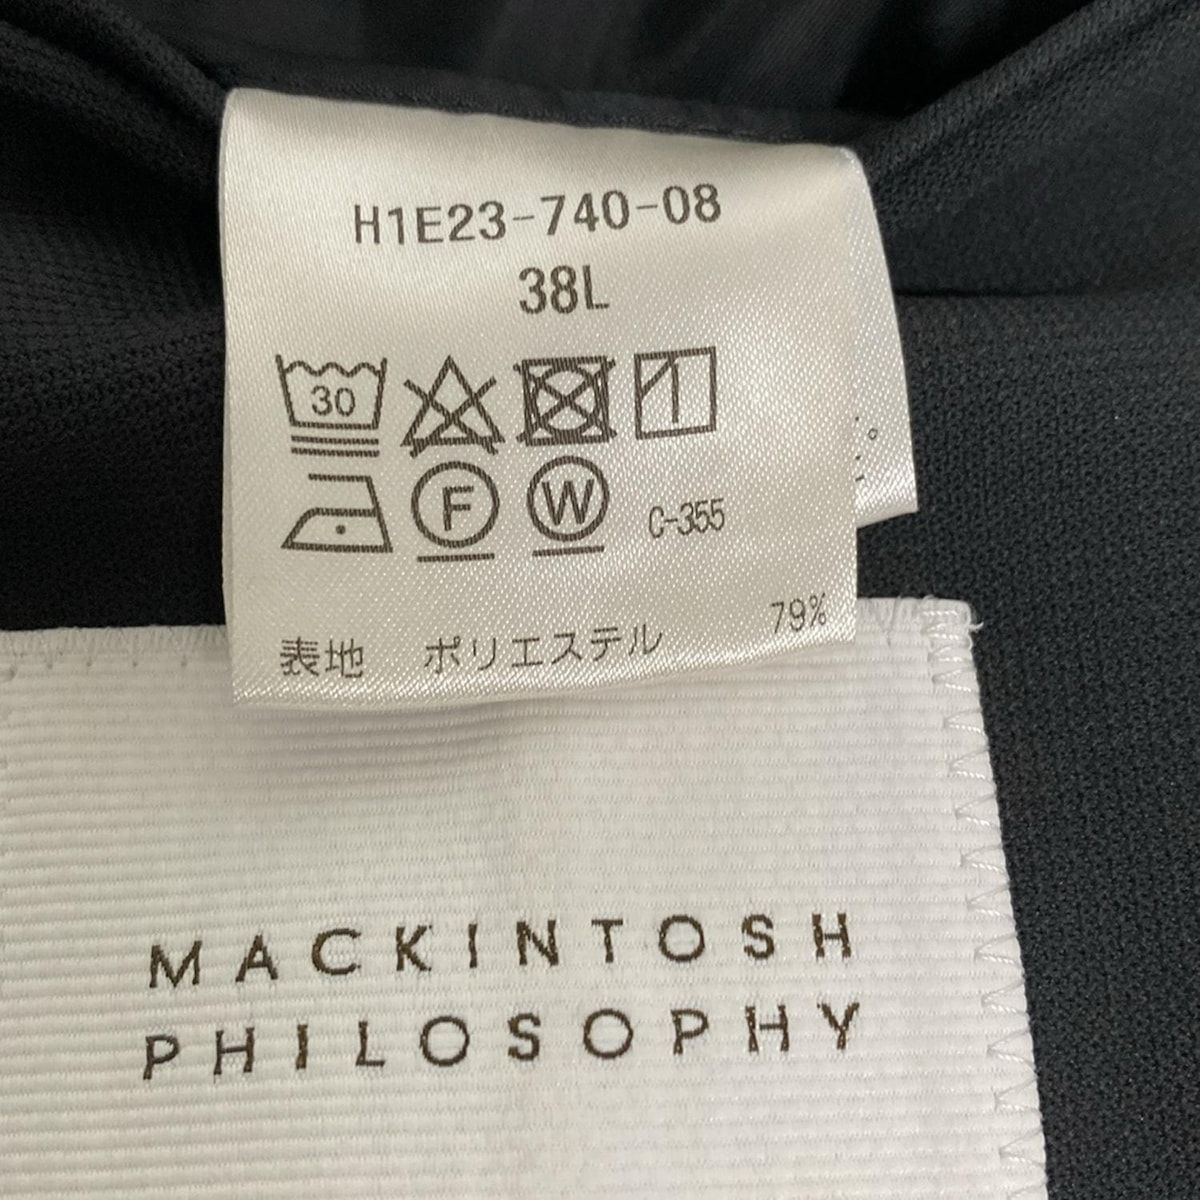 H1E23-740-08
38L
30
F W C-355
表地 ポリエステル 79%
MACKINTOSH
PHILOSOPHY